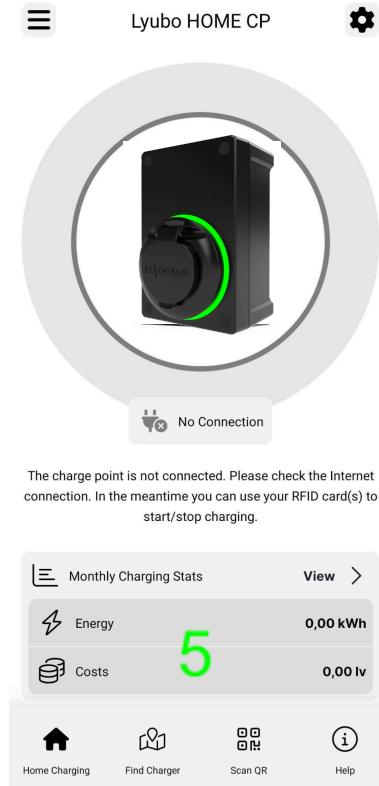 Lyubo HOME CP
EL NEXUS
No Connection
The charge point is not connected. Please check the Internet
connection. In the meantime you can use your RFID card(s) to
start/stop charging.
Monthly Charging Stats View
Energy 0,00 kWh
5
Costs 0,00 lv
Home Charging Find Charger Scan QR Help